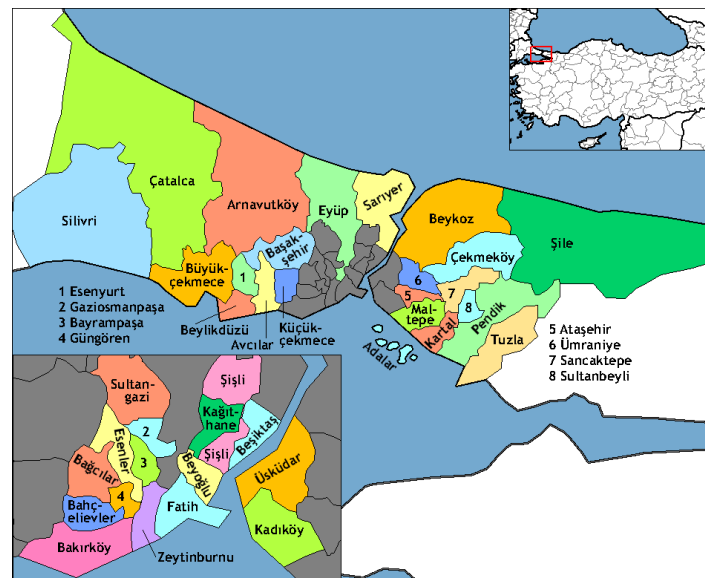 Çatalca
Silivri
Arnavutköy
Eyüp
Sarıyer
Başak-
şehir
Büyük-
çekmece
1
Beylikdüzü
Avcılar
Küçük-
çekmece
Beykoz
Şile
Çekmeköy
6
5
7
8
Mal-
tepe
Kartal
Pendik
Tuzla
Adalar
1 Esenyurt
2 Gaziosmanpaşa
3 Bayrampaşa
4 Güngören
5 Ataşehir
6 Ümraniye
7 Sancaktepe
8 Sultanbeyli
Sultan-
gazi
Şişli
Kağıt-
hane
Beşiktaş
Şişli
2
Esenler
3
Beyoğlu
Bağcılar
4
Bahç-
elievler
Fatih
Üsküdar
Kadıköy
Bakırköy
Zeytinburnu